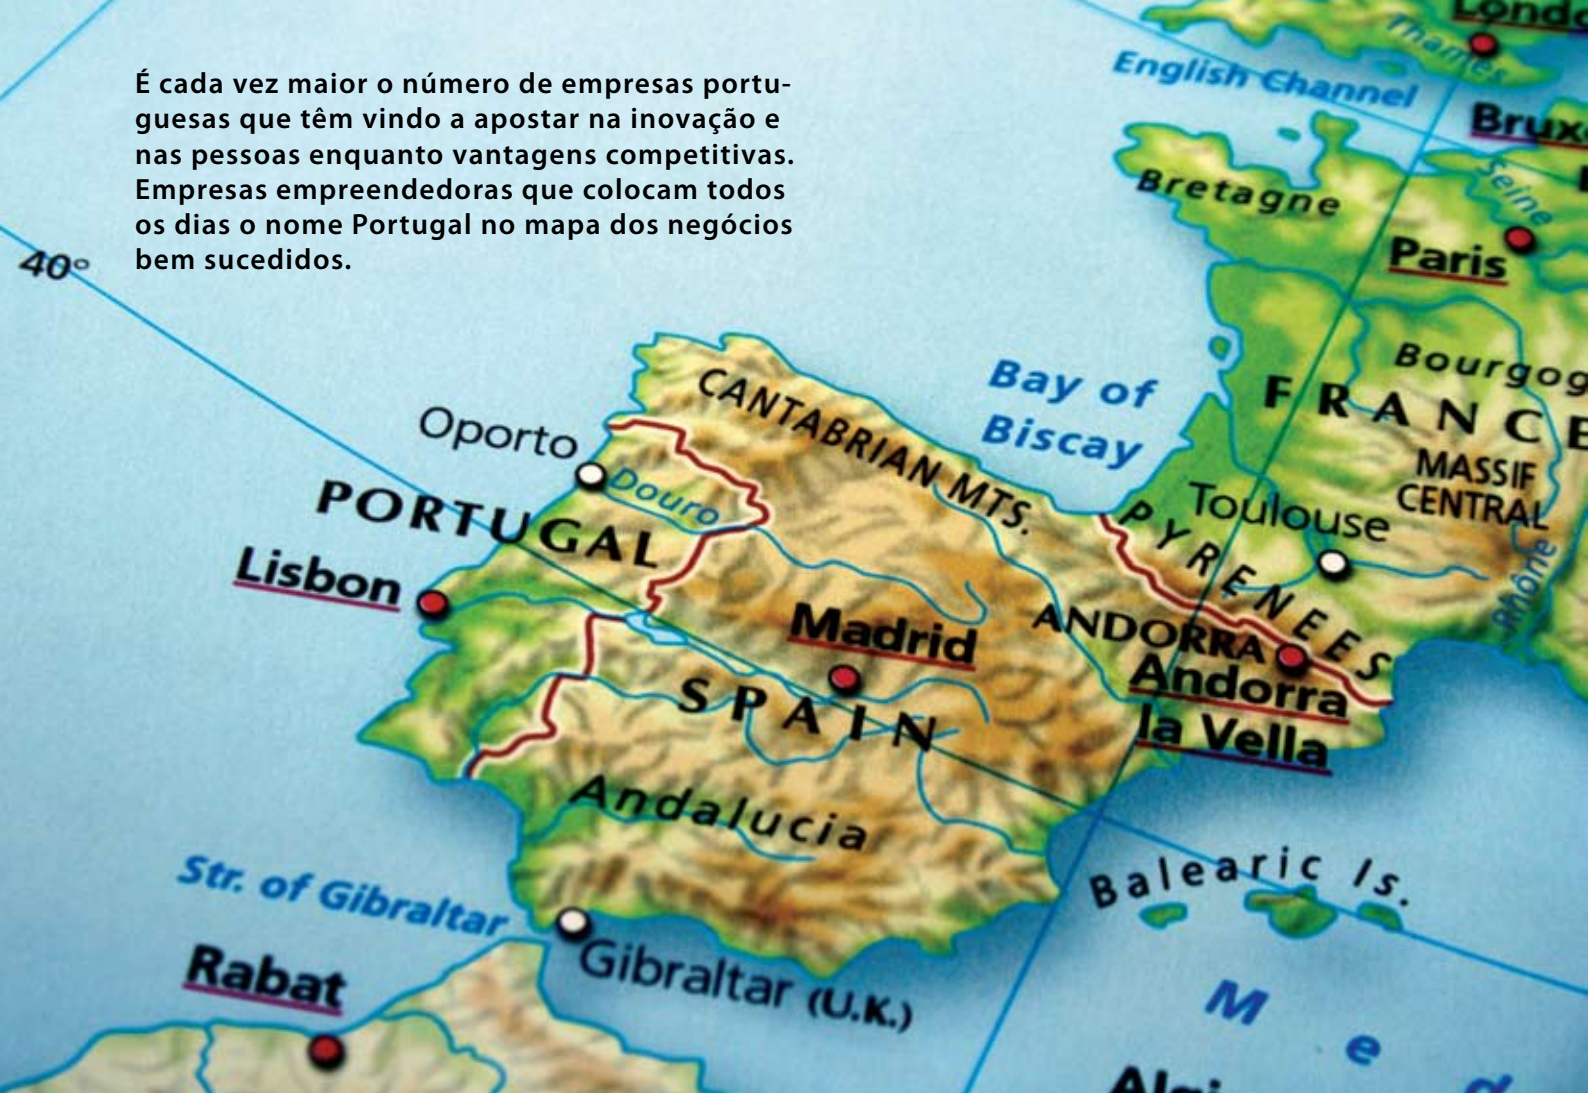 É cada vez maior o número de empresas portu-
guesas que têm vindo a apostar na inovação e
nas pessoas enquanto vantagens competitivas.
Empresas empreendedoras que colocam todos
os dias o nome Portugal no mapa dos negócios
bem sucedidos.
Thames
English Channel
Bretagne
Seine
Paris
40°
Bay of
Biscay
FRANCE
CANTABRIAN MTS.
MASSIF
CENTRAL
Oporto
Douro
Toulouse
Rhône
PORTUGAL
PYRENEES
Lisbon
Madrid
ANDORRA
Andorra
la Vella
SPAIN
Andalucia
Str. of Gibraltar
Balearic Is.
Gibraltar (U.K.)
Rabat
M e d